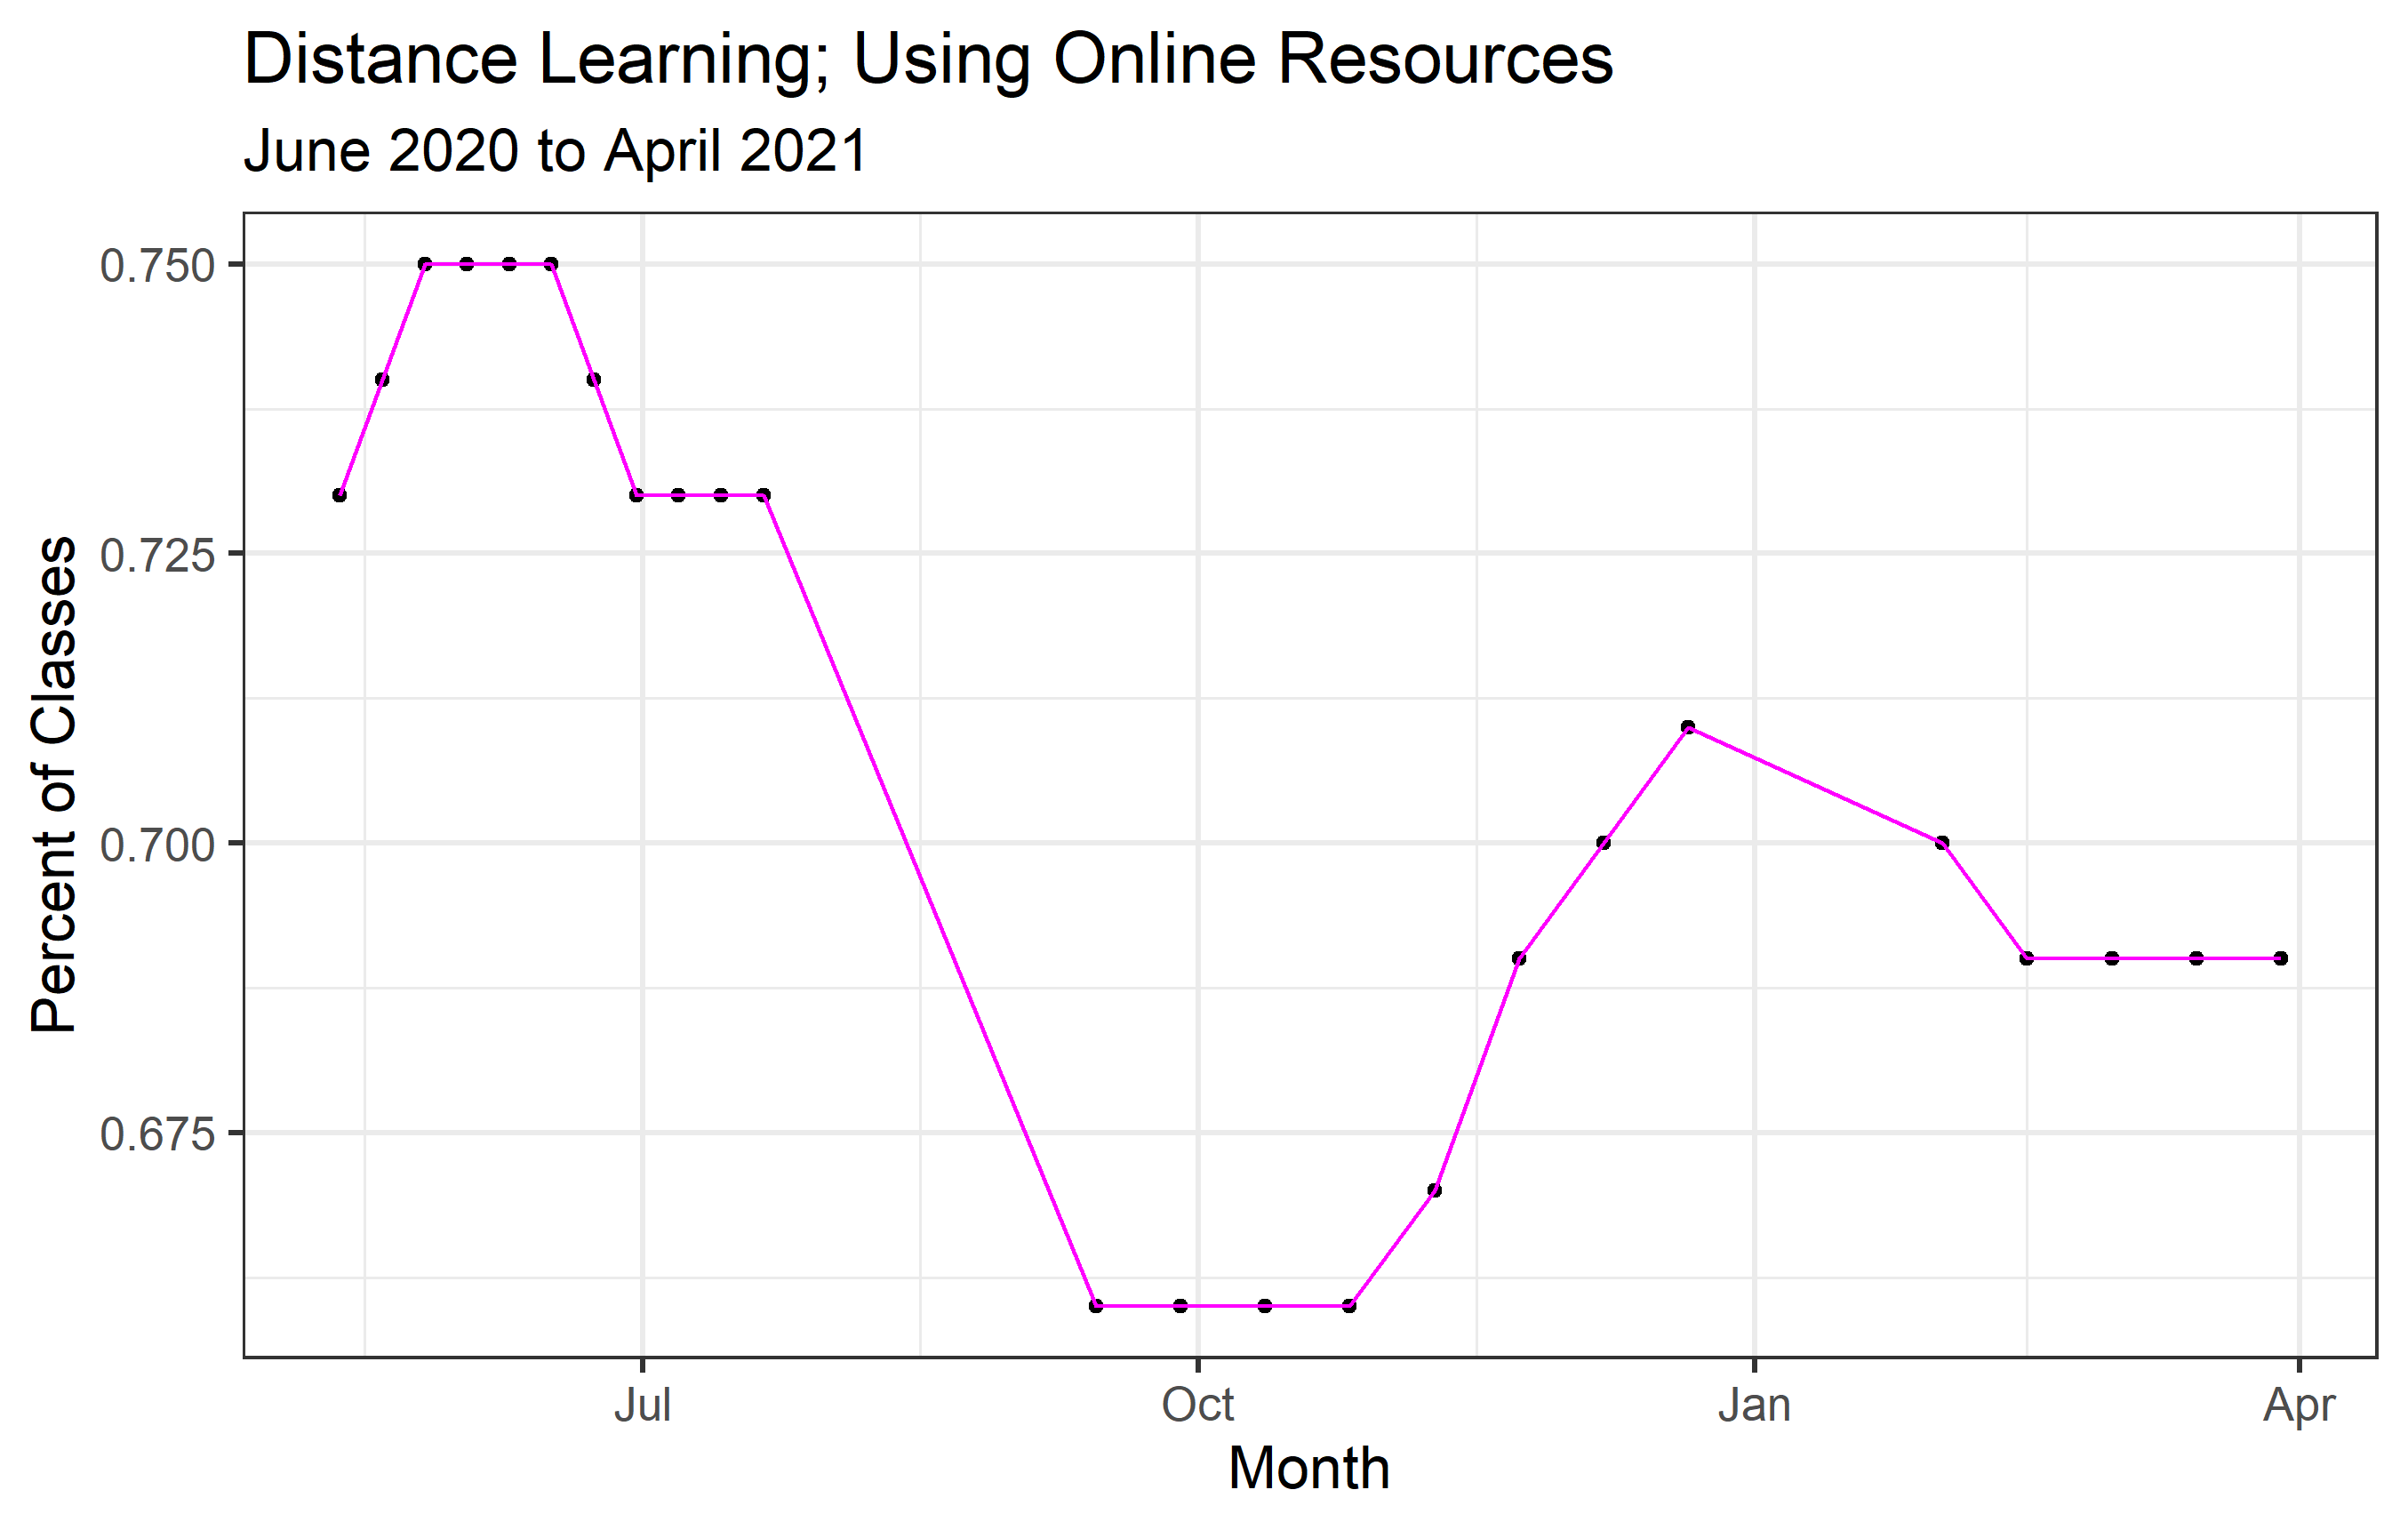 Distance Learning; Using Online Resources
June 2020 to April 2021
Percent of Classes
0.750
0.725
0.700
0.675
Jul Oct Jan Apr
Month